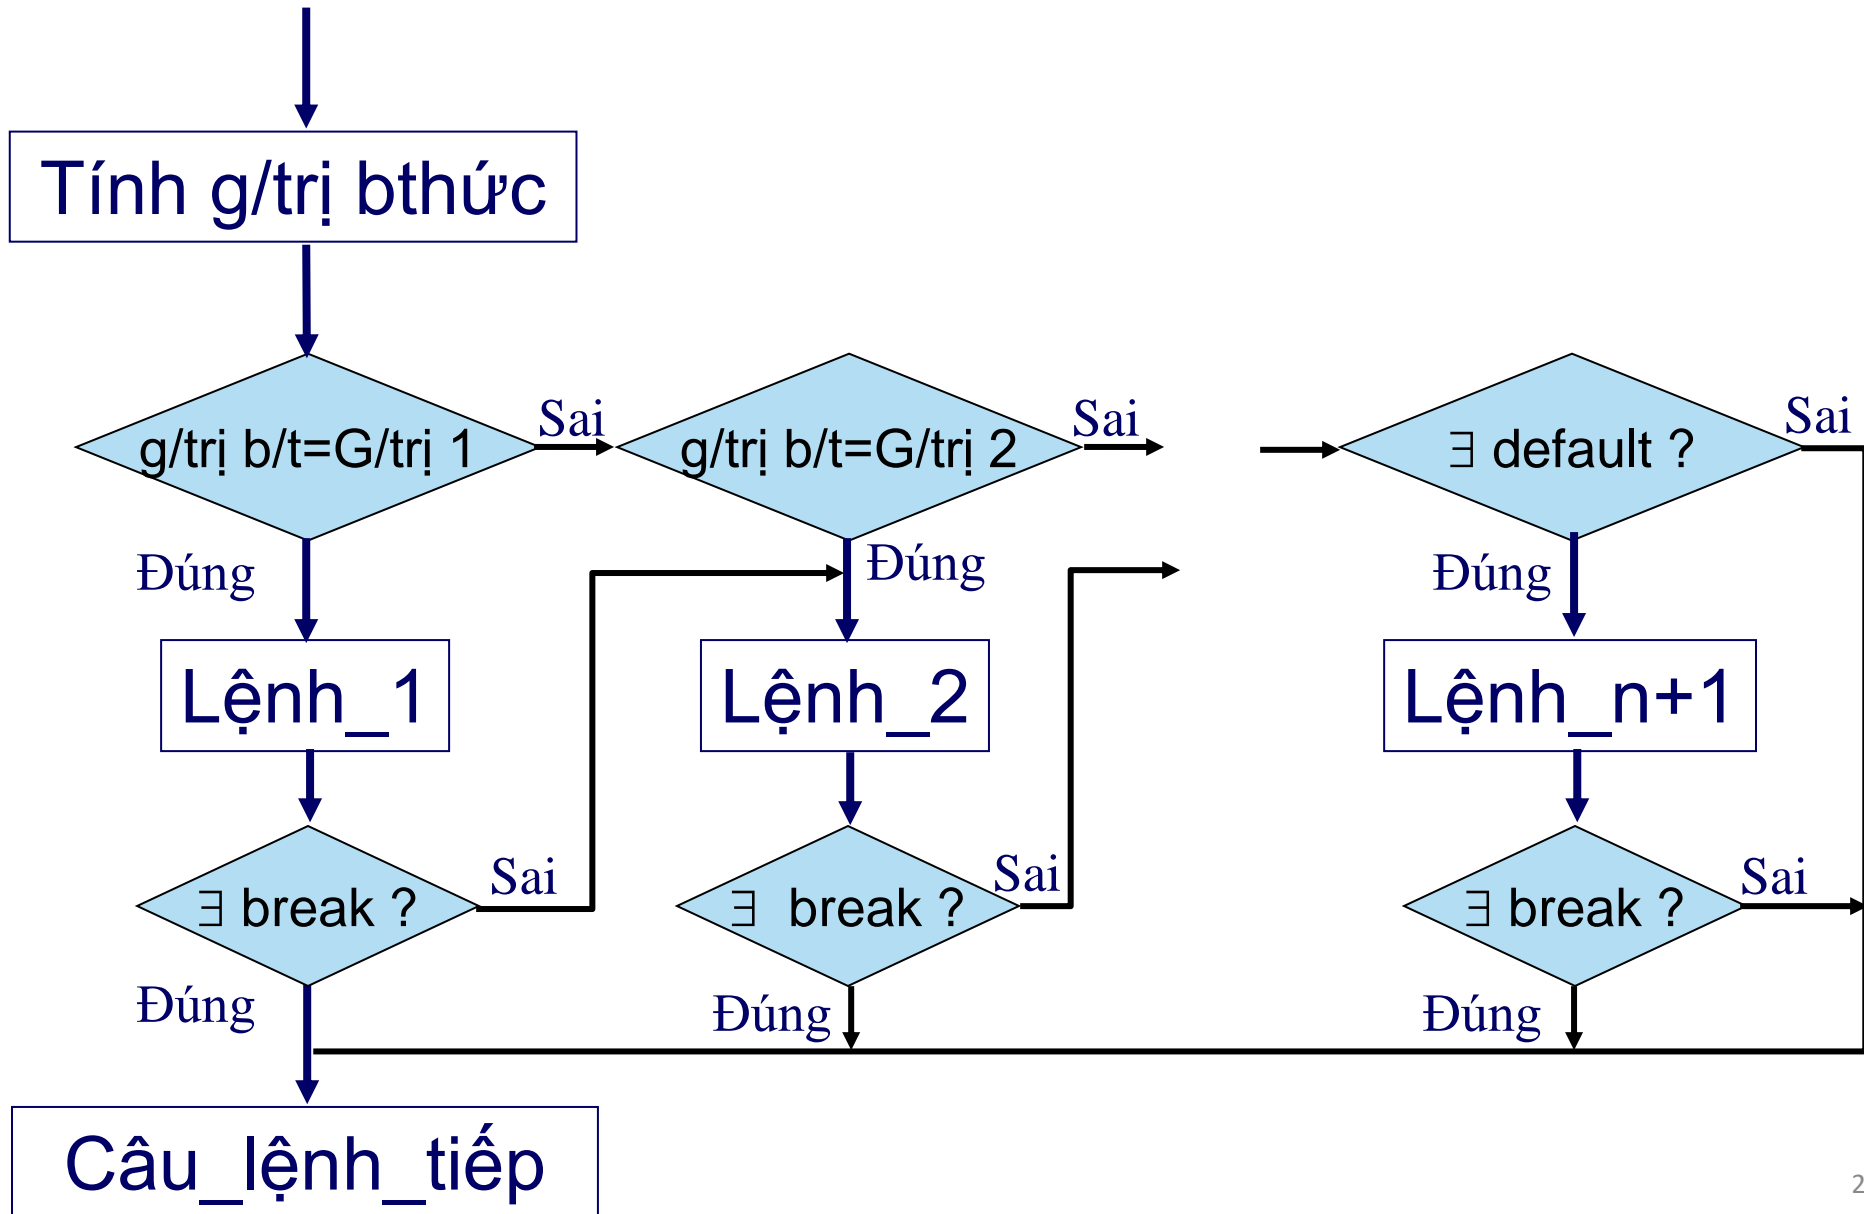 Tính g/trị bthức
g/trị b/t=G/trị 1
Sai
g/trị b/t=G/trị 2
Sai
∃ default ?
Sai
Đúng
Đúng
Đúng
Lệnh_1
Lệnh_2
Lệnh_n+1
∃ break ?
Sai
∃ break ?
Sai
∃ break ?
Sai
Đúng
Đúng
Đúng
Câu_lệnh_tiếp
2